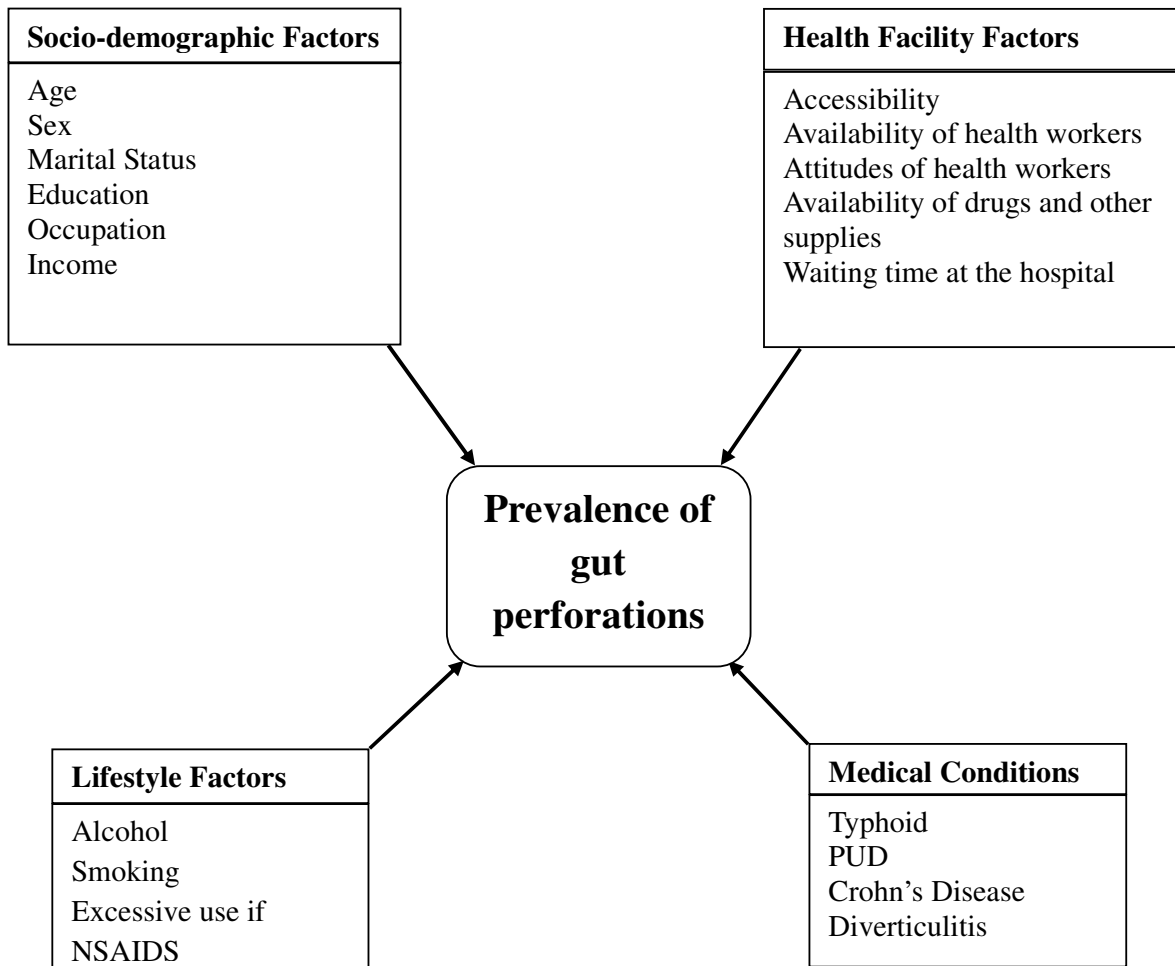 Socio-demographic Factors
Age
Sex
Marital Status
Education
Occupation
Income
Health Facility Factors
Accessibility
Availability of health workers
Attitudes of health workers
Availability of drugs and other
supplies
Waiting time at the hospital
Prevalence of
gut
perforations
Lifestyle Factors
Alcohol
Smoking
Excessive use if
NSAIDS
Medical Conditions
Typhoid
PUD
Crohn's Disease
Diverticulitis